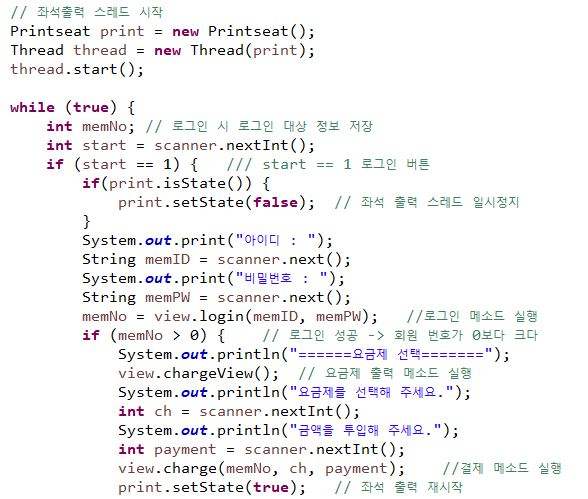 // 좌석출력 스레드 시작
Printseat print = new Printseat();
Thread thread = new Thread(print);
thread.start();

while (true) {
    int memNo; // 로그인 시 로그인 대상 정보 저장
    int start = scanner.nextInt();
    if (start == 1) {   /// start == 1 로그인 버튼
        if(print.isState()) {
            print.setState(false);  // 좌석 출력 스레드 일시정지
        }
        System.out.print("아이디 : ");
        String memID = scanner.next();
        System.out.print("비밀번호 : ");
        String memPW = scanner.next();
        memNo = view.login(memID, memPW);   //로그인 메소드 실행
        if (memNo > 0) {    // 로그인 성공 -> 회원 번호가 0보다 크다
            System.out.println("======요금제 선택=======");
            view.chargeView();  // 요금제 출력 메소드 실행
            System.out.println("요금제를 선택해 주세요.");
            int ch = scanner.nextInt();
            System.out.println("금액을 투입해 주세요.");
            int payment = scanner.nextInt();
            view.charge(memNo, ch, payment);    //결제 메소드 실행
            print.setState(true);   // 좌석 출력 재시작